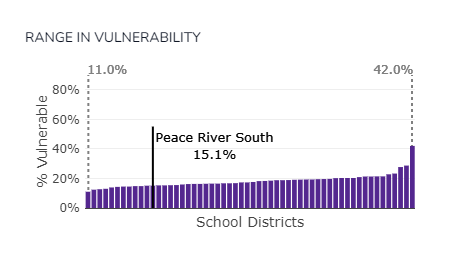 RANGE IN VULNERABILITY
11.0%
42.0%
80%
60%
40%
20%
0%
% Vulnerable
Peace River South
15.1%
School Districts